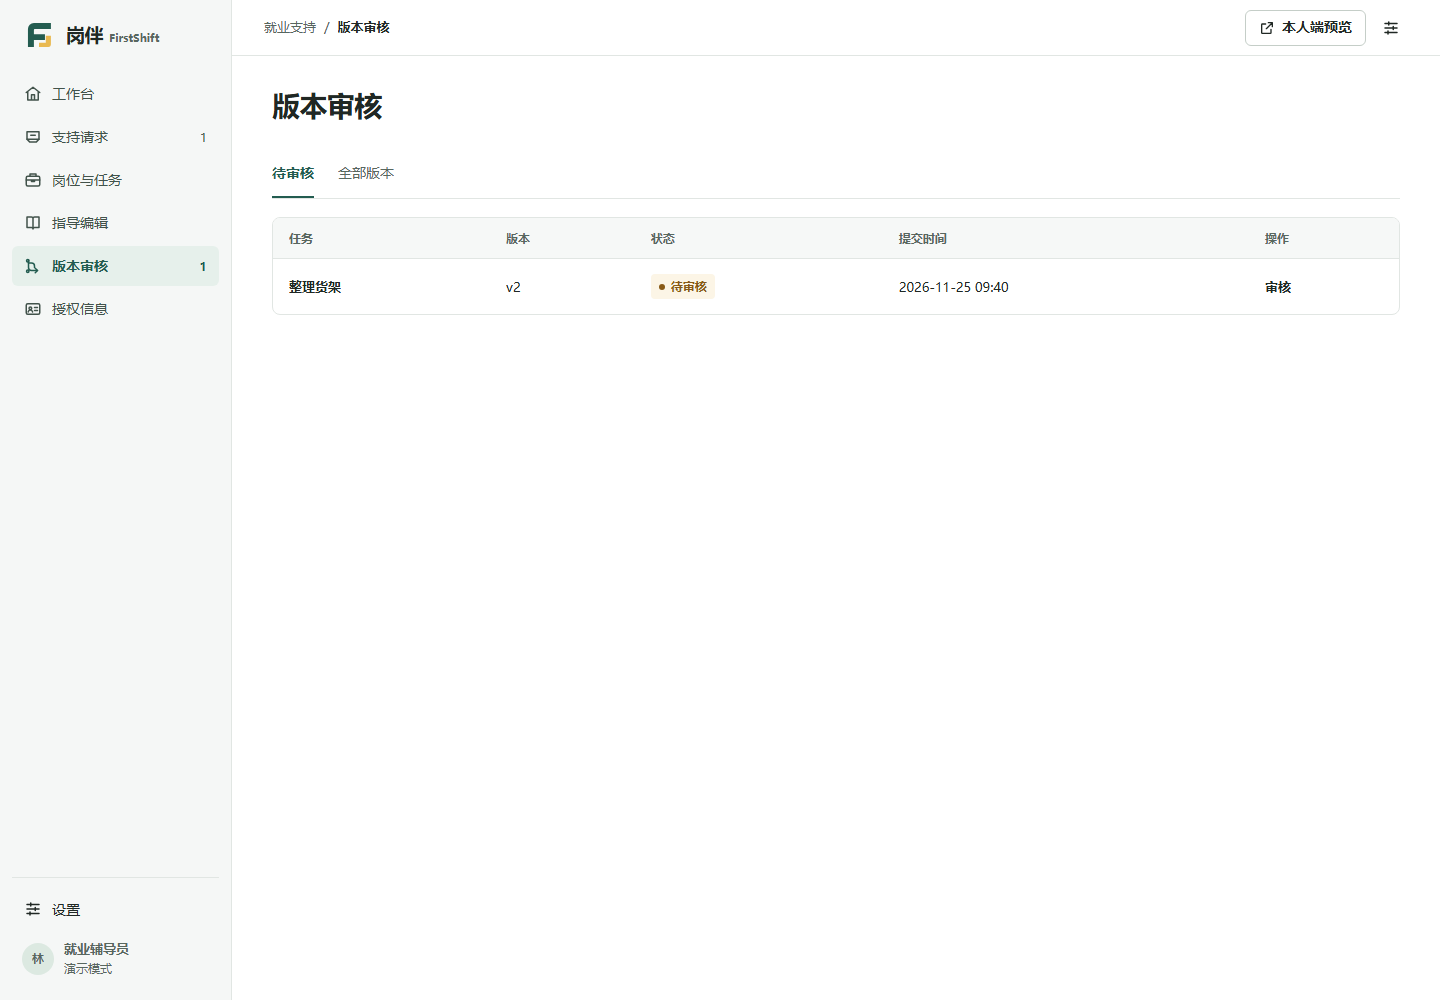 岗伴 FirstShift
工作台
支持请求 1
岗位与任务
指导编辑
版本审核 1
授权信息
设置
林
就业辅导员
演示模式
就业支持 / 版本审核
本人端预览
版本审核
待审核 全部版本
任务 版本 状态 提交时间 操作
整理货架 v2 待审核 2026-11-25 09:40 审核